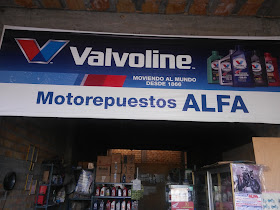 Valvoline
MOVIENDO AL MUNDO
DESDE 1866
Motorepuestos ALFA